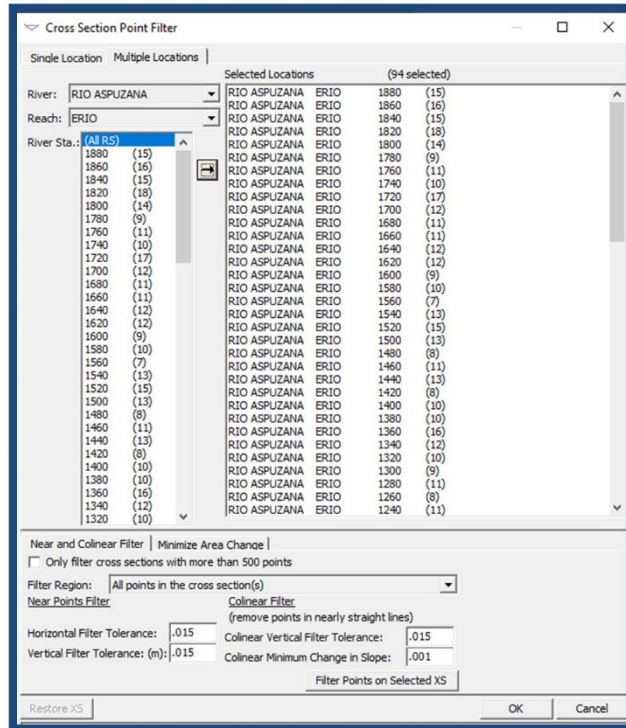 Cross Section Point Filter
Single Location Multiple Locations
Selected Locations (94 selected)
River: RIO ASPUZANA
Reach: ERIO
River Sta.: (All RS)
1880 (15)
1860 (16)
1840 (15)
1820 (18)
1800 (14)
1780 (9)
1760 (11)
1740 (10)
1720 (17)
1700 (12)
1680 (11)
1660 (11)
1640 (12)
1620 (12)
1600 (9)
1580 (10)
1560 (7)
1540 (13)
1520 (15)
1500 (13)
1480 (8)
1460 (11)
1440 (13)
1420 (8)
1400 (10)
1380 (10)
1360 (16)
1340 (12)
1320 (10)
RIO ASPUZANA ERIO 1880 (15)
RIO ASPUZANA ERIO 1860 (16)
RIO ASPUZANA ERIO 1840 (15)
RIO ASPUZANA ERIO 1820 (18)
RIO ASPUZANA ERIO 1800 (14)
RIO ASPUZANA ERIO 1780 (9)
RIO ASPUZANA ERIO 1760 (11)
RIO ASPUZANA ERIO 1740 (10)
RIO ASPUZANA ERIO 1720 (17)
RIO ASPUZANA ERIO 1700 (12)
RIO ASPUZANA ERIO 1680 (11)
RIO ASPUZANA ERIO 1660 (11)
RIO ASPUZANA ERIO 1640 (12)
RIO ASPUZANA ERIO 1620 (12)
RIO ASPUZANA ERIO 1600 (9)
RIO ASPUZANA ERIO 1580 (10)
RIO ASPUZANA ERIO 1560 (7)
RIO ASPUZANA ERIO 1540 (13)
RIO ASPUZANA ERIO 1520 (15)
RIO ASPUZANA ERIO 1500 (13)
RIO ASPUZANA ERIO 1480 (8)
RIO ASPUZANA ERIO 1460 (11)
RIO ASPUZANA ERIO 1440 (13)
RIO ASPUZANA ERIO 1420 (8)
RIO ASPUZANA ERIO 1400 (10)
RIO ASPUZANA ERIO 1380 (10)
RIO ASPUZANA ERIO 1360 (16)
RIO ASPUZANA ERIO 1340 (12)
RIO ASPUZANA ERIO 1320 (10)
RIO ASPUZANA ERIO 1300 (9)
RIO ASPUZANA ERIO 1280 (11)
RIO ASPUZANA ERIO 1260 (8)
RIO ASPUZANA ERIO 1240 (11)
Near and Colinear Filter Minimize Area Change
Only filter cross sections with more than 500 points
Filter Region: All points in the cross section(s)
Near Points Filter
Horizontal Filter Tolerance: .015
Vertical Filter Tolerance: (m): .015
Colinear Filter
(remove points in nearly straight lines)
Colinear Vertical Filter Tolerance: .015
Colinear Minimum Change in Slope: .001
Filter Points on Selected XS
Restore XS OK Cancel